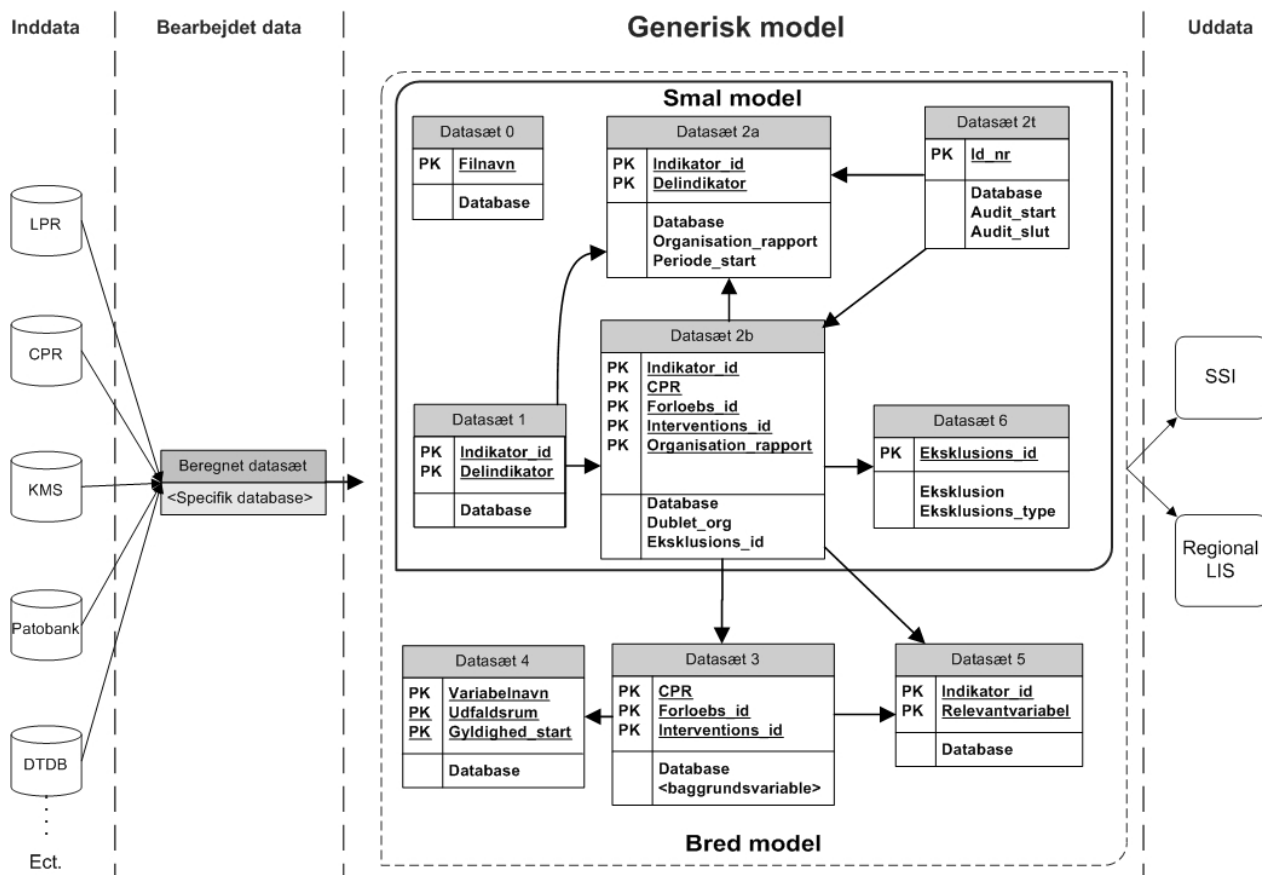 Inddata
Bearbejdet data
Generisk model
Uddata
LPR
CPR
KMS
Patobank
DTDB
Ect.
Beregnet datasæt
<Specifik database>
Smal model
Datasæt 0
PK Filnavn
Database
Datasæt 2a
PK Indikator_id
PK Delindikator
Database
Organisation_rapport
Periode_start
Datasæt 2t
PK Id_nr
Database
Audit_start
Audit_slut
Datasæt 1
PK Indikator_id
PK Delindikator
Database
Datasæt 2b
PK Indikator_id
PK CPR
PK Forloebs_id
PK Interventions_id
PK Organisation_rapport
Database
Dublet_org
Eksklusions_id
Datasæt 6
PK Eksklusions_id
Eksklusion
Eksklusions_type
Datasæt 4
PK Variabelnavn
PK Udfaldsrum
PK Gyldighed_start
Database
Datasæt 3
PK CPR
PK Forloebs_id
PK Interventions_id
Database
<baggrundsvariable>
Datasæt 5
PK Indikator_id
PK Relevantvariabel
Database
Bred model
SSI
Regional
LIS